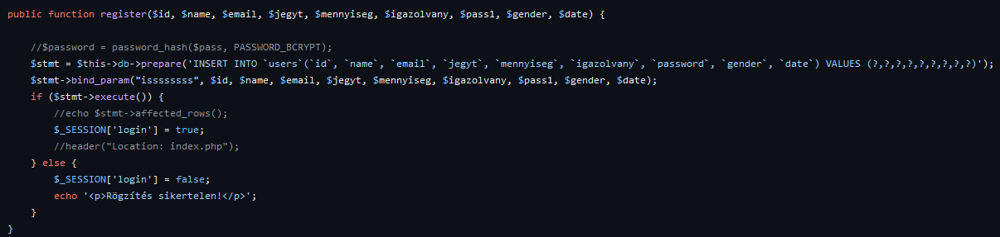 public function register($id, $name, $email, $jegyt, $mennyiseg, $igazolvany, $pass1, $gender, $date) {
//$password = password_hash($pass, PASSWORD_BCRYPT);
$stmt = $this->db->prepare('INSERT INTO `users`(`id`, `name`, `email`, `jegyt`, `mennyiseg`, `igazolvany`, `password`, `gender`, `date`) VALUES (?,?,?,?,?,?,?,?,?)');
$stmt->bind_param("issssssss", $id, $name, $email, $jegyt, $mennyiseg, $igazolvany, $pass1, $gender, $date);
if ($stmt->execute()) {
//echo $stmt->affected_rows();
$_SESSION['login'] = true;
//header("Location: index.php");
} else {
$_SESSION['login'] = false;
echo '<p>Rögzítés sikertelen!</p>';
}
}